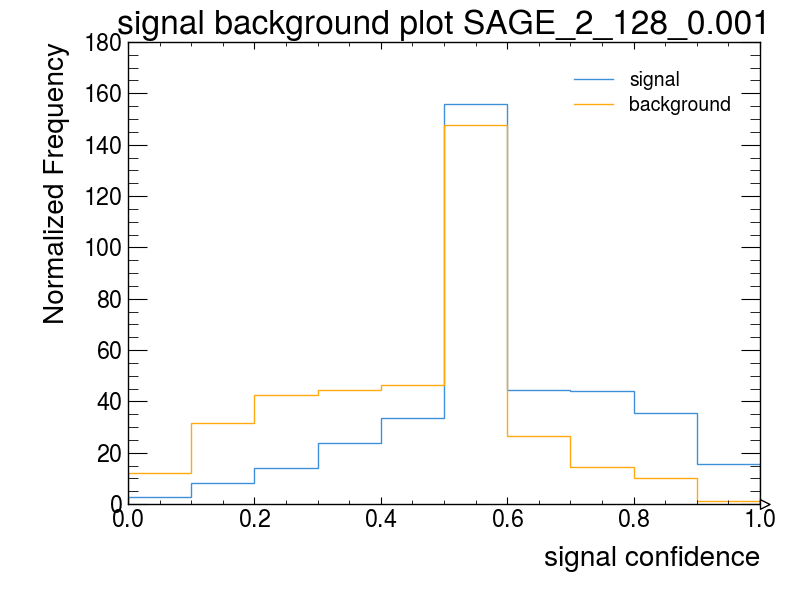 signal background plot SAGE_2_128_0.001
Normalized Frequency
180
160
140
120
100
80
60
40
20
0
signal
background
0.0 0.2 0.4 0.6 0.8 1.0
signal confidence